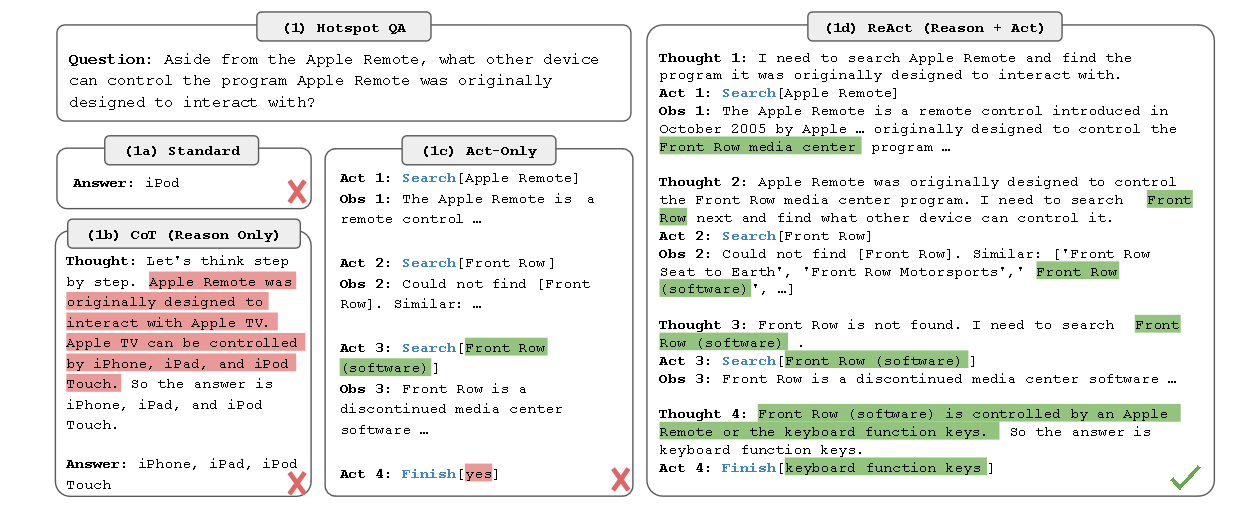 (1) Hotspot QA
Question: Aside from the Apple Remote, what other device
can control the program Apple Remote was originally
designed to interact with?
(1a) Standard
Answer: iPod
(1b) CoT (Reason Only)
Thought: Let's think step
by step. Apple Remote was
originally designed to
interact with Apple TV.
Apple TV can be controlled
by iPhone, iPad, and iPod
Touch. So the answer is
iPhone, iPad, and iPod
Touch.
Answer: iPhone, iPad, iPod
Touch
(1c) Act-Only
Act 1: Search[Apple Remote]
Obs 1: The Apple Remote is a
remote control …
Act 2: Search[Front Row]
Obs 2: Could not find [Front
Row]. Similar: …
Act 3: Search[Front Row
(software)]
Obs 3: Front Row is a
discontinued media center
software …
Act 4: Finish[yes]
(1d) ReAct (Reason + Act)
Thought 1: I need to search Apple Remote and find the
program it was originally designed to interact with.
Act 1: Search[Apple Remote]
Obs 1: The Apple Remote is a remote control introduced in
October 2005 by Apple … originally designed to control the
Front Row media center program …
Thought 2: Apple Remote was originally designed to control
the Front Row media center program. I need to search Front
Row next and find what other device can control it.
Act 2: Search[Front Row]
Obs 2: Could not find [Front Row]. Similar: ['Front Row
Seat to Earth', 'Front Row Motorsports',' Front Row
(software)', …]
Thought 3: Front Row is not found. I need to search Front
Row (software) .
Act 3: Search[Front Row (software)]
Obs 3: Front Row is a discontinued media center software …
Thought 4: Front Row (software) is controlled by an Apple
Remote or the keyboard function keys. So the answer is
keyboard function keys.
Act 4: Finish[keyboard function keys]